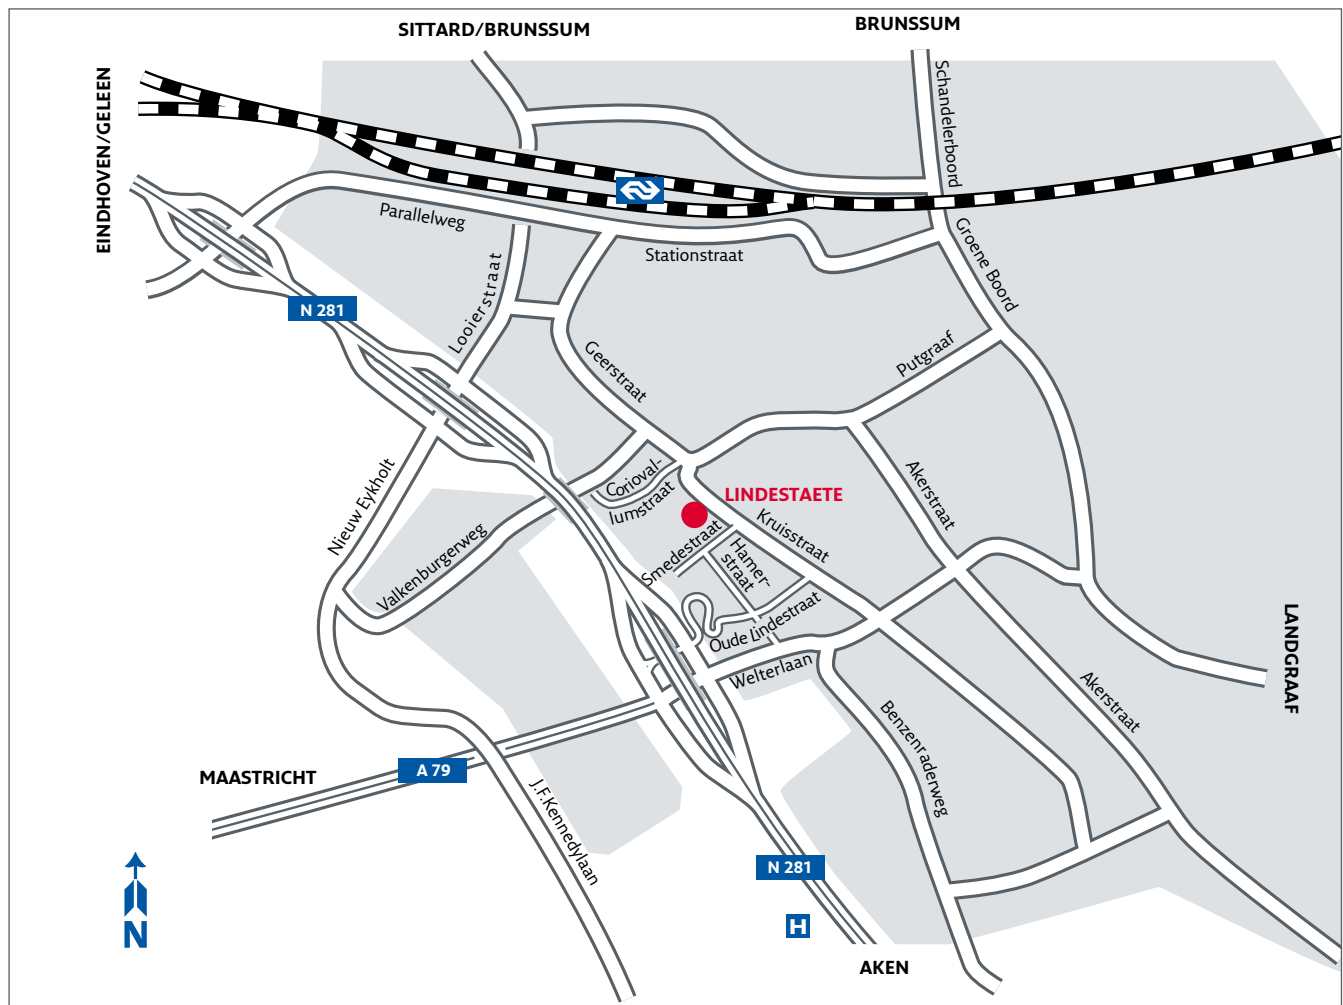 BRUNSSUM
SITTARD/BRUNSSUM
EINDHOVEN/GELEEN
Schandelerboord
Parallelweg
Stationstraat
Groene Boord
N 281
Looierstraat
Geerstraat
Putgraaf
Corioval-
lumstraat
LINDESTAETE
Akerstraat
Kruisstraat
Nieuw Eykholt
Valkenburgerweg
Smedestraat
Hamer-
straat
Oude Lindestraat
Welterlaan
LANDGRAAF
Akerstraat
Benzenraderweg
MAASTRICHT
A 79
J.F.Kennedylaan
N 281
H
N
AKEN